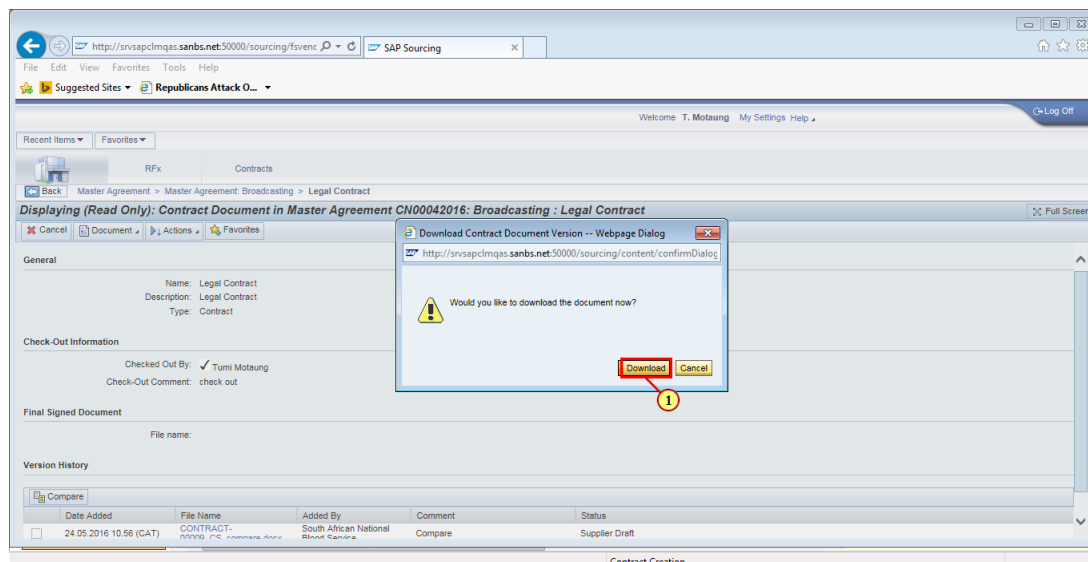 http://srvsapclmqas.sanbs.net:50000/sourcing/fsvenc
SAP Sourcing
File Edit View Favorites Tools Help
Suggested Sites Republicans Attack O...
Welcome T. Motaung My Settings Help
Log Off
Recent Items Favorites
RFx Contracts
Back Master Agreement > Master Agreement: Broadcasting > Legal Contract
Displaying (Read Only): Contract Document in Master Agreement CN00042016: Broadcasting : Legal Contract
Full Screen
Cancel Document Actions Favorites
Download Contract Document Version -- Webpage Dialog
http://srvsapclmqas.sanbs.net:50000/sourcing/content/confirmDialog
Would you like to download the document now?
Download Cancel
1
General
Name: Legal Contract
Description: Legal Contract
Type: Contract
Check-Out Information
Checked Out By: Tumi Motaung
Check-Out Comment: check out
Final Signed Document
File name:
Version History
Compare
Date Added File Name Added By Comment Status
24.05.2016 10.56 (CAT) CONTRACT- South African National Compare Supplier Draft
00009_CS_compare.docx Blood Service
Contract Creation